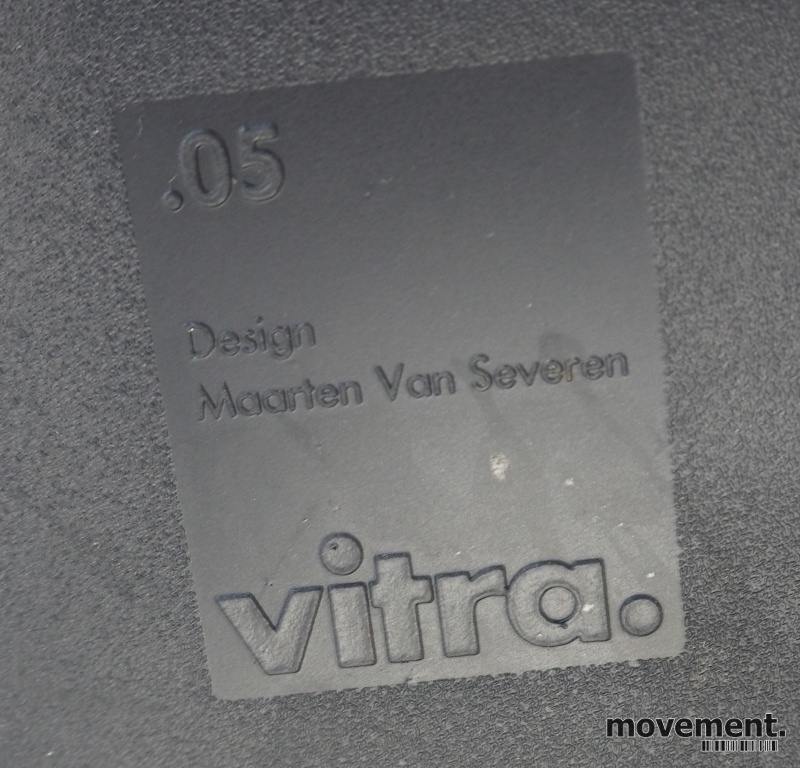 .05
Design
Maarten Van Severen
vitra.
movement.